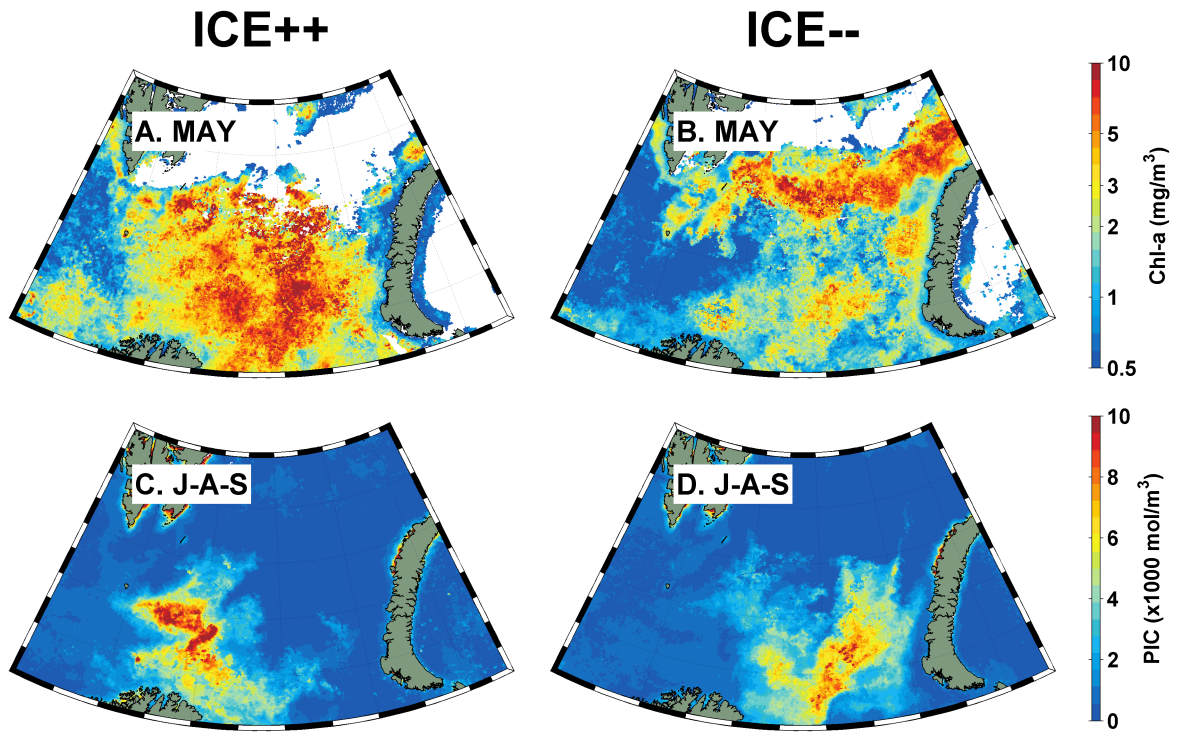 ICE++
ICE--
A. MAY
B. MAY
10
5
3
2
1
0.5
Chl-a (mg/m³)
C. J-A-S
D. J-A-S
10
8
6
4
2
0
PIC (x1000 mol/m³)